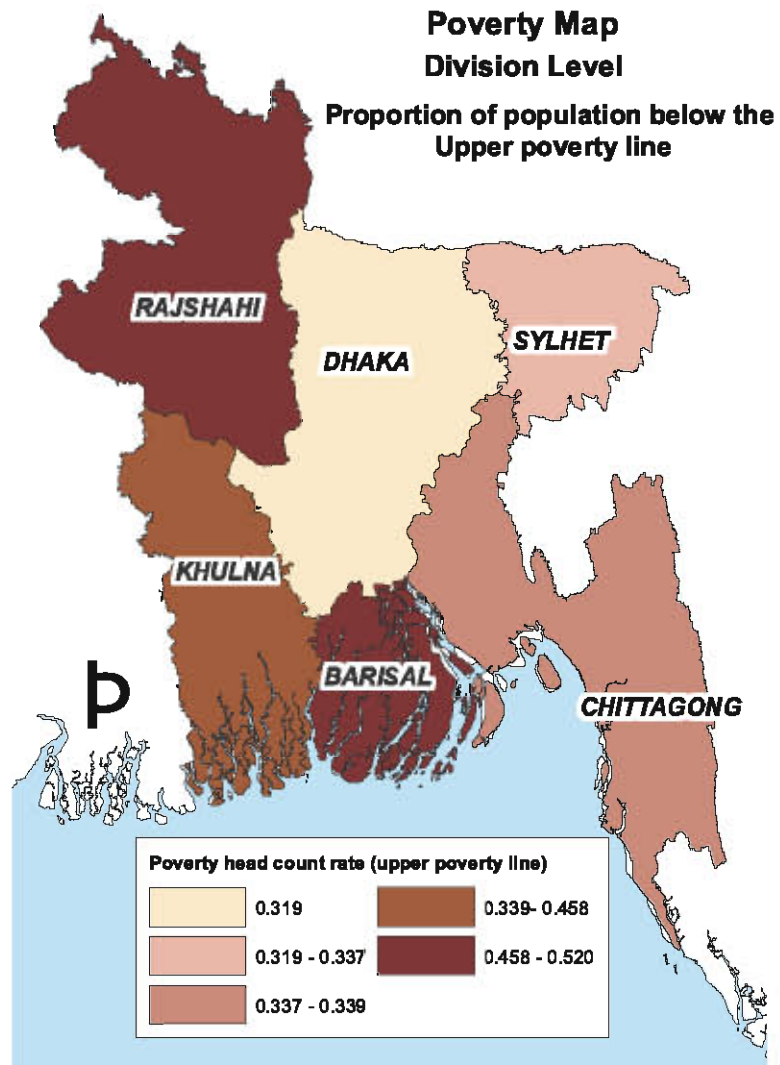 Poverty Map
Division Level
Proportion of population below the
Upper poverty line
RAJSHAHI
DHAKA
SYLHET
KHULNA
BARISAL
CHITTAGONG
Þ
Poverty head count rate (upper poverty line)
0.319
0.339- 0.458
0.319 - 0.337
0.458 - 0.520
0.337 - 0.339